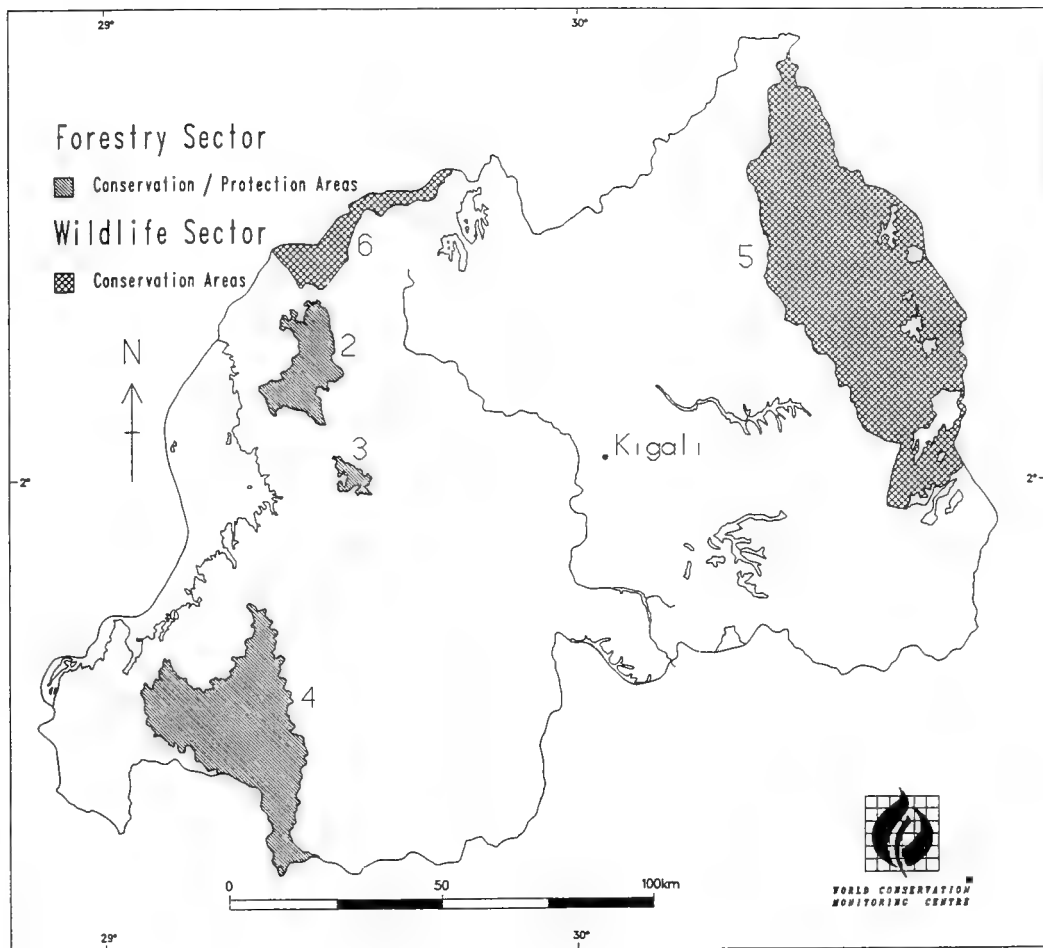 29°
30°
Forestry Sector
Conservation / Protection Areas
Wildlife Sector
Conservation Areas
6
5
2
N
3
Kigali
2°
2°
4
0
50
100km
WORLD CONSERVATION
MONITORING CENTRE
29°
30°